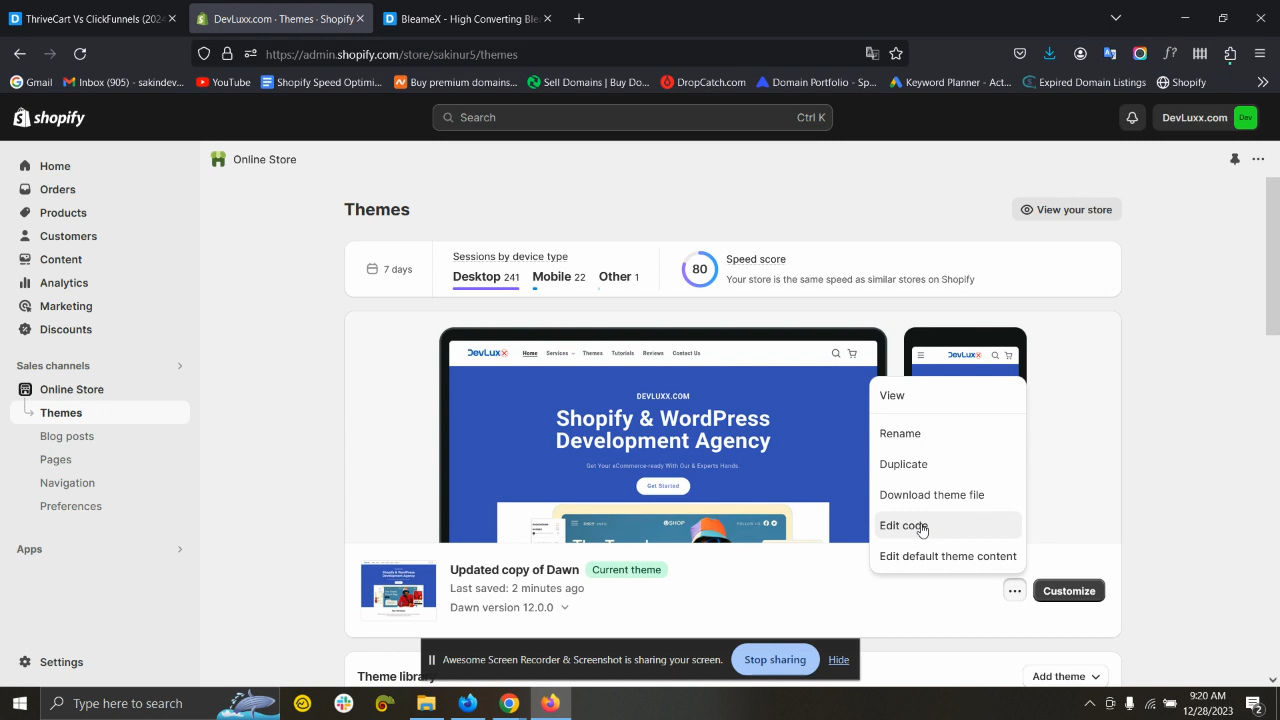 ThriveCart Vs ClickFunnels (2024
DevLuxx.com · Themes · Shopify
BleameX - High Converting Ble
https://admin.shopify.com/store/sakinur5/themes
Gmail
Inbox (905) - sakindev...
YouTube
Shopify Speed Optimi...
Buy premium domains...
Sell Domains | Buy Do...
DropCatch.com
Domain Portfolio - Sp...
Keyword Planner - Act...
Expired Domain Listings
Shopify
shopify
Search
Ctrl K
DevLuxx.com
Dev
Home
Orders
Products
Customers
Content
Analytics
Marketing
Discounts
Sales channels
Online Store
Themes
Blog posts
Pages
Navigation
Preferences
Apps
Settings
Online Store
Themes
View your store
7 days
Sessions by device type
Desktop 241 Mobile 22 Other 1
80
Speed score
Your store is the same speed as similar stores on Shopify
DevLuxx
Home Services Themes Tutorials Reviews Contact Us
DevLuxx
DEVLUXX.COM
Shopify & WordPress
Development Agency
Get Your eCommerce-ready With Our & Experts Hands.
Get Started
SHOP
View
Rename
Duplicate
Download theme file
Edit code
Edit default theme content
Updated copy of Dawn
Current theme
Last saved: 2 minutes ago
Dawn version 12.0.0
Customize
Awesome Screen Recorder & Screenshot is sharing your screen.
Stop sharing
Hide
Theme library
Add theme
Type here to search
9:20 AM
12/28/2023
2